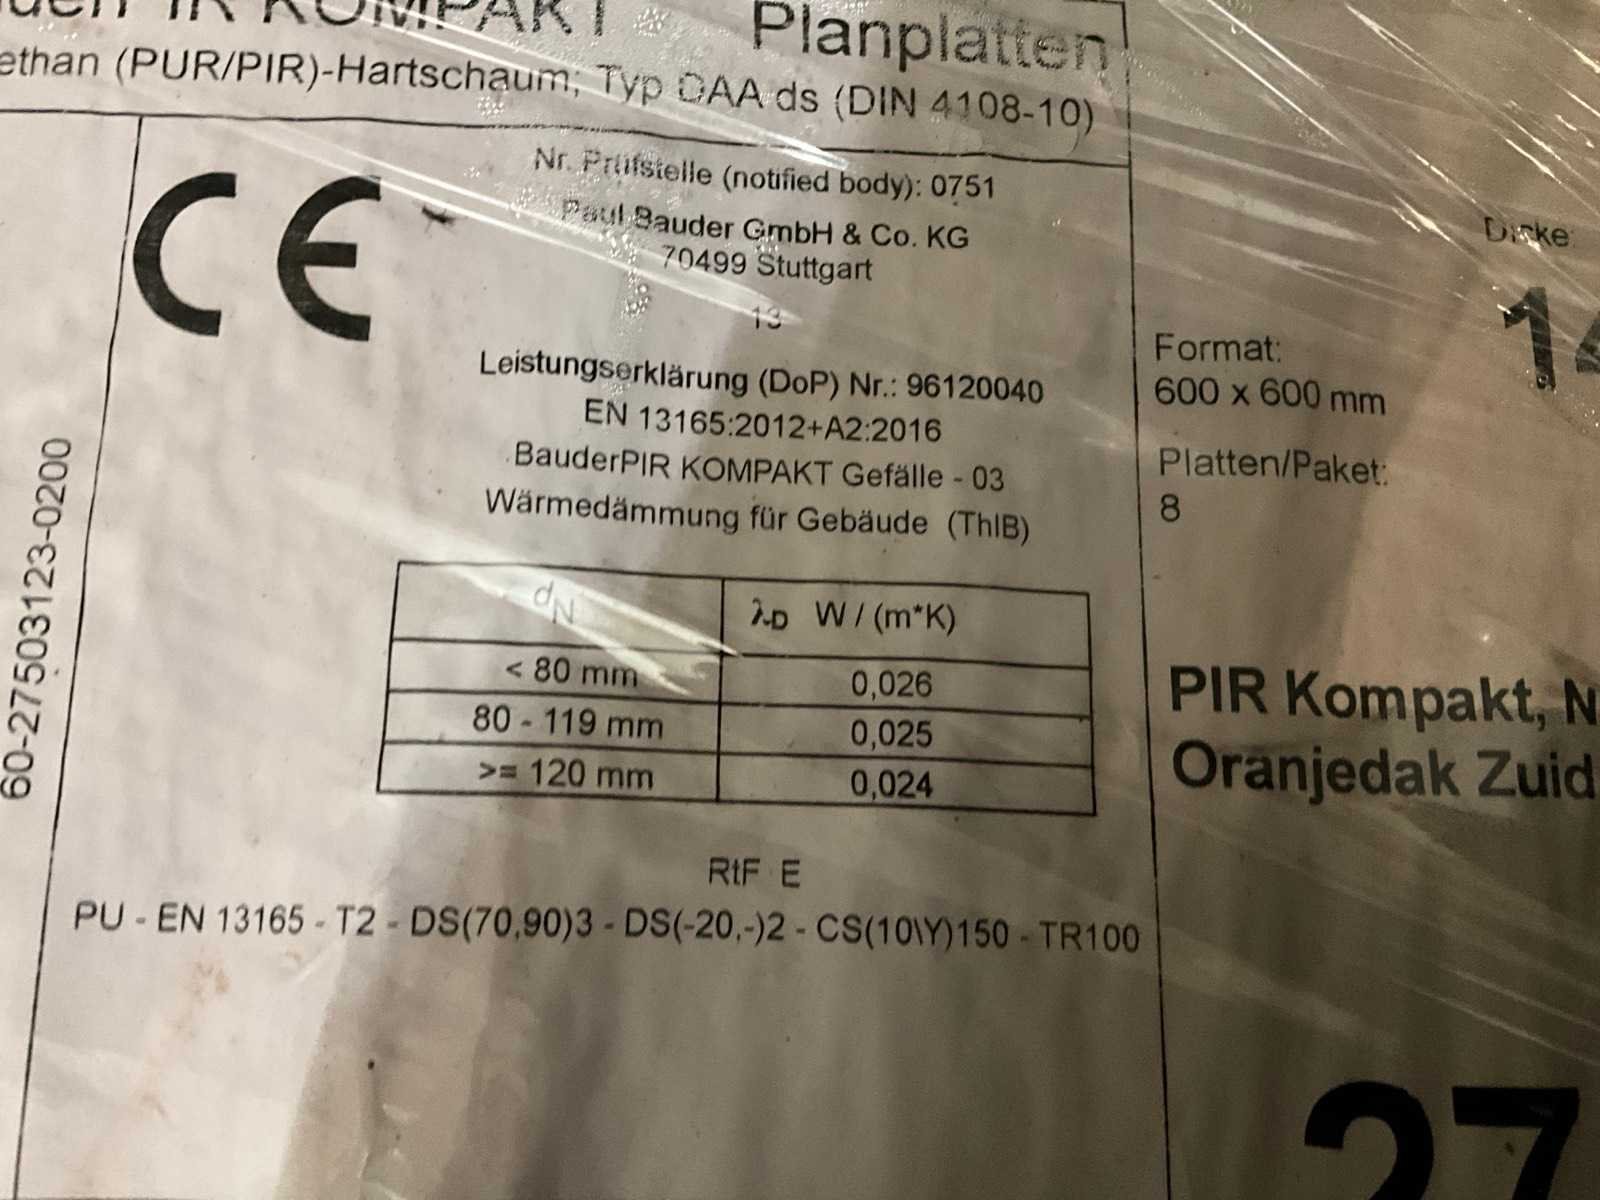 PIR KOMPAKT Planplatten
ethan (PUR/PIR)-Hartschaum; Typ DAA ds (DIN 4108-10)
CE
Nr. Prüfstelle (notified body): 0751
Paul Bauder GmbH & Co. KG
70499 Stuttgart
13
Leistungserklärung (DoP) Nr.: 96120040
EN 13165:2012+A2:2016
BauderPIR KOMPAKT Gefälle - 03
Wärmedämmung für Gebäude (ThIB)
dN λD W / (m*K)
< 80 mm 0,026
80 - 119 mm 0,025
>= 120 mm 0,024
RtF E
PU - EN 13165 - T2 - DS(70,90)3 - DS(-20,-)2 - CS(10\Y)150 - TR100
60-27503123-0200
Dicke:
14
Format:
600 x 600 mm
Platten/Paket:
8
PIR Kompakt, N
Oranjedak Zuid
27